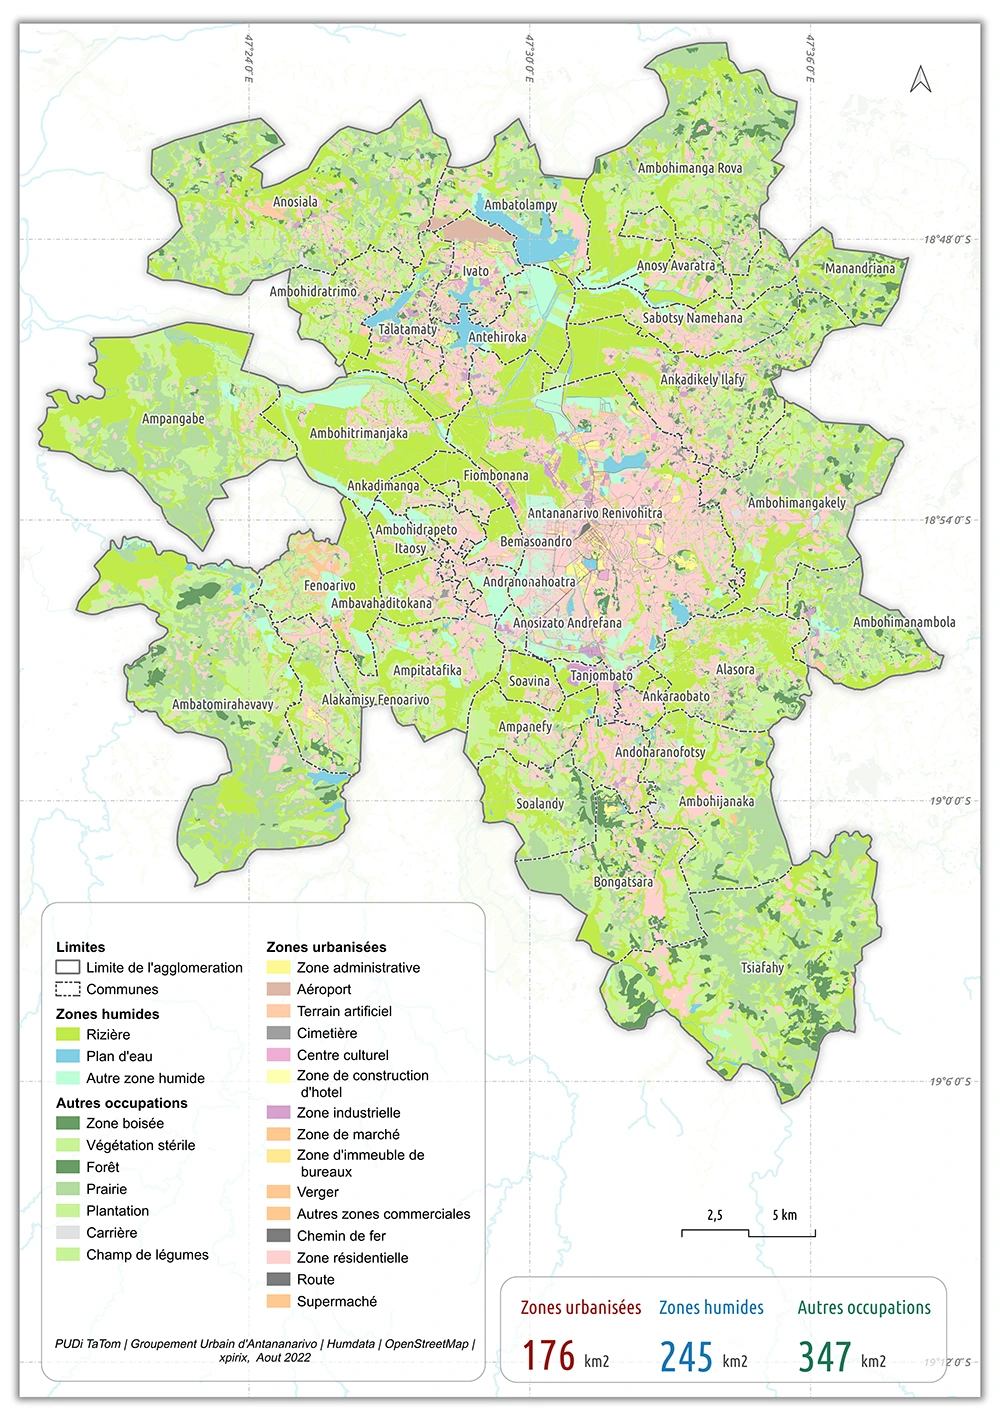 47°24′0″E
47°30′0″E
47°36′0″E
Ambohimanga Rova
Anosiala
Ambatolampy
18°48′0″S
Ivato
Anosy Avaratra
Manandriana
Ambohidratrimo
Talatamaty
Antehiroka
Sabotsy Namehana
Ankadikely Ilafy
Ampangabe
Ambohitrimanjaka
Fiombonana
Ankadimanga
Ambohimangakely
Antananarivo Renivohitra
18°54′0″S
Ambohidrapeto
Itaosy
Bemasoandro
Fenoarivo
Andranonahoatra
Ambavahaditokana
Anosizato Andrefana
Ambohimanambola
Ampitatafika
Soavina
Tanjombato
Alasora
Ambatomirahavavy
Alakamisy Fenoarivo
Ankaraobato
Ampanefy
Andoharanofotsy
Soalandy
Ambohijanaka
19°0′0″S
Bongatsara
Tsiafahy
19°6′0″S
Limites
Limite de l'agglomeration
Communes
Zones humides
Rizière
Plan d'eau
Autre zone humide
Autres occupations
Zone boisée
Végétation stérile
Forêt
Prairie
Plantation
Carrière
Champ de légumes
Zones urbanisées
Zone administrative
Aéroport
Terrain artificiel
Cimetière
Centre culturel
Zone de construction
d'hotel
Zone industrielle
Zone de marché
Zone d'immeuble de
bureaux
Verger
Autres zones commerciales
Chemin de fer
Zone résidentielle
Route
Supermaché
PUDi TaTom | Groupement Urbain d'Antananarivo | Humdata | OpenStreetMap |
xpirix, Aout 2022
2,5 5 km
Zones urbanisées Zones humides Autres occupations
176 km2 245 km2 347 km2
19°12′0″S